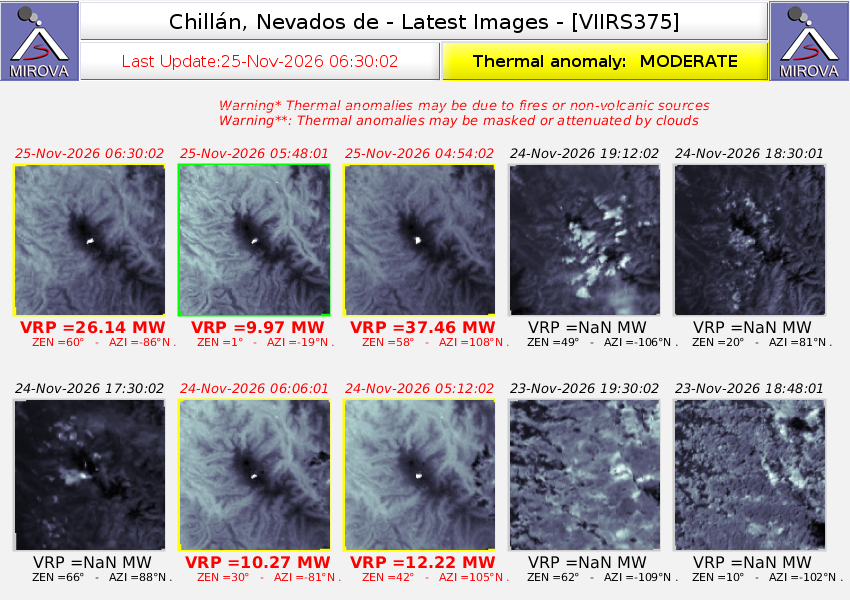 Chillán, Nevados de - Latest Images - [VIIRS375]
MIROVA
Last Update:25-Nov-2026 06:30:02
Thermal anomaly: MODERATE
MIROVA
Warning* Thermal anomalies may be due to fires or non-volcanic sources
Warning**: Thermal anomalies may be masked or attenuated by clouds
25-Nov-2026 06:30:02
25-Nov-2026 05:48:01
25-Nov-2026 04:54:02
24-Nov-2026 19:12:02
24-Nov-2026 18:30:01
VRP =26.14 MW
VRP =9.97 MW
VRP =37.46 MW
VRP =NaN MW
VRP =NaN MW
ZEN =60° - AZI =-86°N .
ZEN =1° - AZI =-19°N .
ZEN =58° - AZI =108°N .
ZEN =49° - AZI =-106°N .
ZEN =20° - AZI =81°N .
24-Nov-2026 17:30:02
24-Nov-2026 06:06:01
24-Nov-2026 05:12:02
23-Nov-2026 19:30:02
23-Nov-2026 18:48:01
VRP =NaN MW
VRP =10.27 MW
VRP =12.22 MW
VRP =NaN MW
VRP =NaN MW
ZEN =66° - AZI =88°N .
ZEN =30° - AZI =-81°N .
ZEN =42° - AZI =105°N .
ZEN =62° - AZI =-109°N .
ZEN =10° - AZI =-102°N .